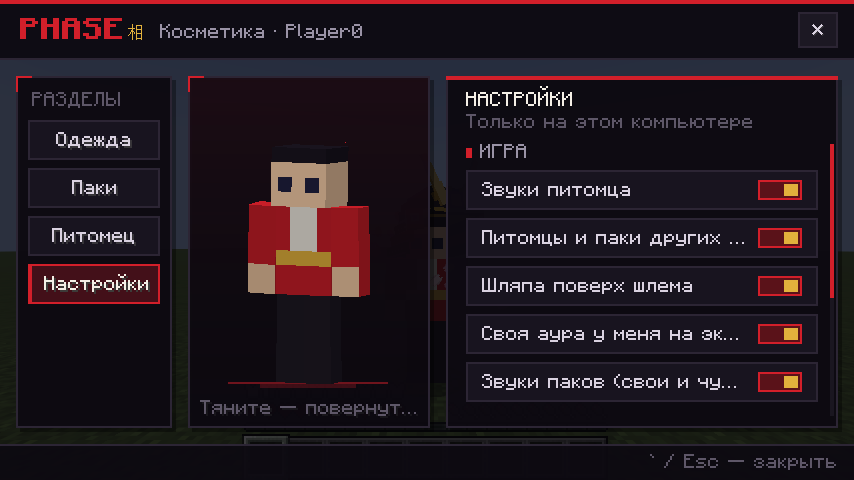 PHASE 相 Косметика · Player0
×
РАЗДЕЛЫ
Одежда
Паки
Питомец
Настройки
Тяните — повернут...
НАСТРОЙКИ
Только на этом компьютере
ИГРА
Звуки питомца
Питомцы и паки других ...
Шляпа поверх шлема
Своя аура у меня на эк...
Звуки паков (свои и чу...
` / Esc — закрыть